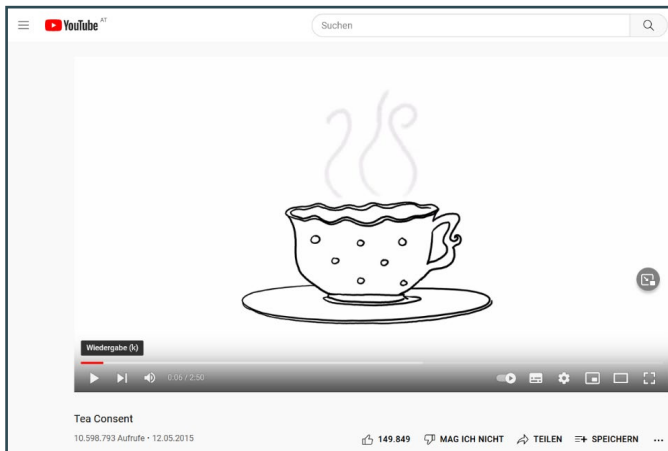 YouTube AT
Suchen
Wiedergabe (k)
0:06 / 2:50
Tea Consent
10.598.793 Aufrufe • 12.05.2015
149.849 MAG ICH NICHT TEILEN SPEICHERN